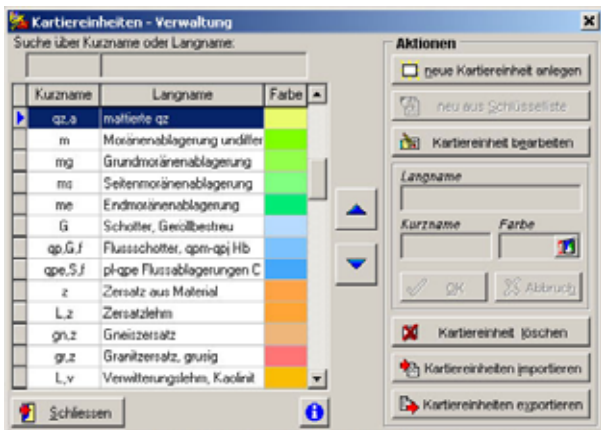 Kartiereinheiten - Verwaltung
Suche über Kurzname oder Langname:
Kurzname Langname Farbe
qz,a mattierte qz
m Moränenablagerung undiffer
mg Grundmoränenablagerung
ms Seitenmoränenablagerung
me Endmoränenablagerung
G Schotter, Geröllbestreu
qp,G,f Flussschotter, qpm-qpj Hb
qpe,S,f pl-qpe Flussablagerungen C
z Zersatz aus Material
L,z Zersatzlehm
gn,z Gneiszersatz
gr,z Granitzersatz, grusig
L,v Verwitterungslehm, Kaolinit
Schliessen
Aktionen
neue Kartiereinheit anlegen
neu aus Schlüsselliste
Kartiereinheit bearbeiten
Langname
Kurzname Farbe
OK Abbruch
Kartiereinheit löschen
Kartiereinheiten importieren
Kartiereinheiten exportieren